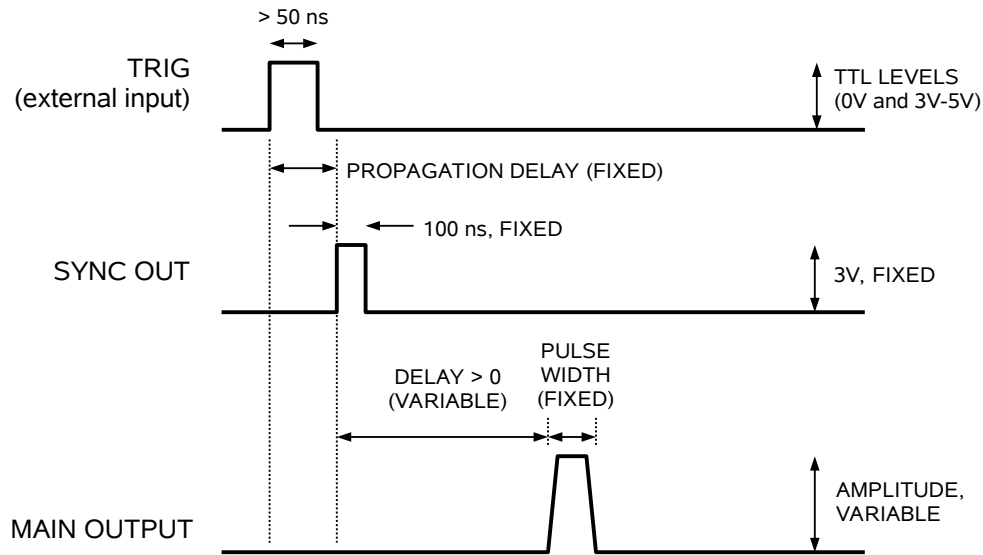 > 50 ns
TRIG
(external input)
TTL LEVELS
(0V and 3V-5V)
PROPAGATION DELAY (FIXED)
100 ns, FIXED
SYNC OUT
3V, FIXED
PULSE
WIDTH
(FIXED)
DELAY > 0
(VARIABLE)
AMPLITUDE,
VARIABLE
MAIN OUTPUT